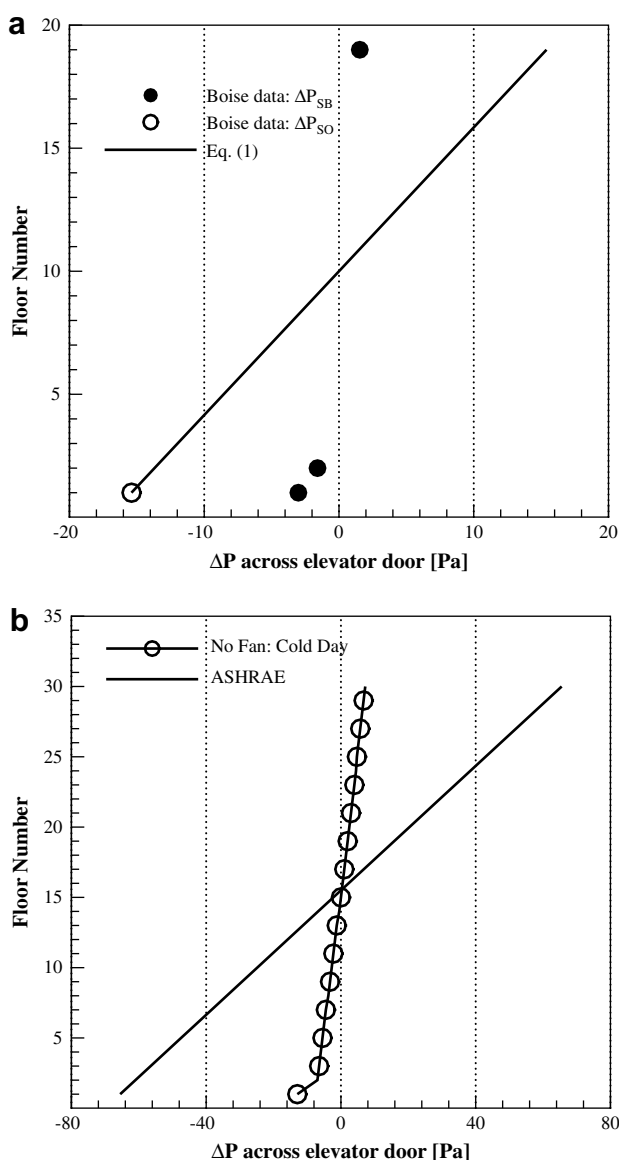 a
20
15
10
5
Floor Number
Boise data: ΔP_SB
Boise data: ΔP_SO
Eq. (1)
-20 -10 0 10 20
ΔP across elevator door [Pa]
b
35
30
25
20
15
10
5
Floor Number
No Fan: Cold Day
ASHRAE
-80 -40 0 40 80
ΔP across elevator door [Pa]